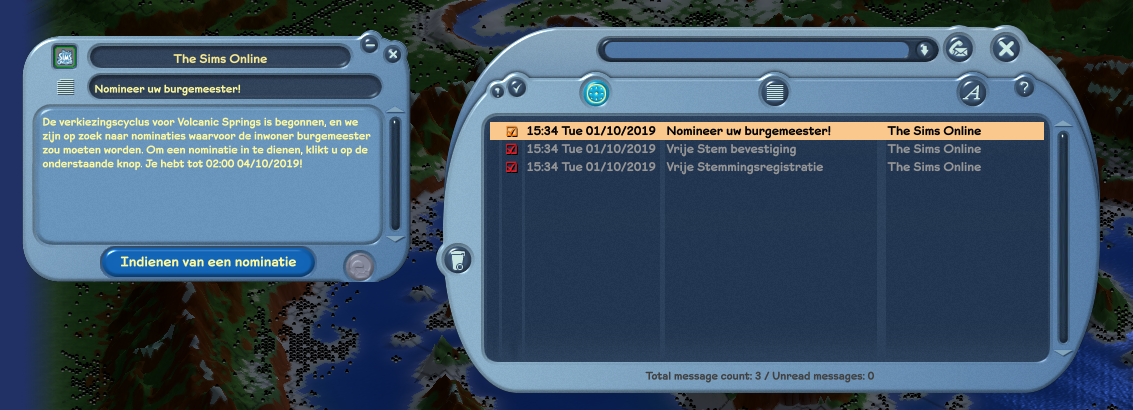 The Sims Online
Nomineer uw burgemeester!
De verkiezingscyclus voor Volcanic Springs is begonnen, en we
zijn op zoek naar nominaties waarvoor de inwoner burgemeester
zou moeten worden. Om een nominatie in te dienen, klikt u op de
onderstaande knop. Je hebt tot 02:00 04/10/2019!
Indienen van een nominatie
15:34 Tue 01/10/2019 Nomineer uw burgemeester! The Sims Online
15:34 Tue 01/10/2019 Vrije Stem bevestiging The Sims Online
15:34 Tue 01/10/2019 Vrije Stemmingsregistratie The Sims Online
Total message count: 3 / Unread messages: 0